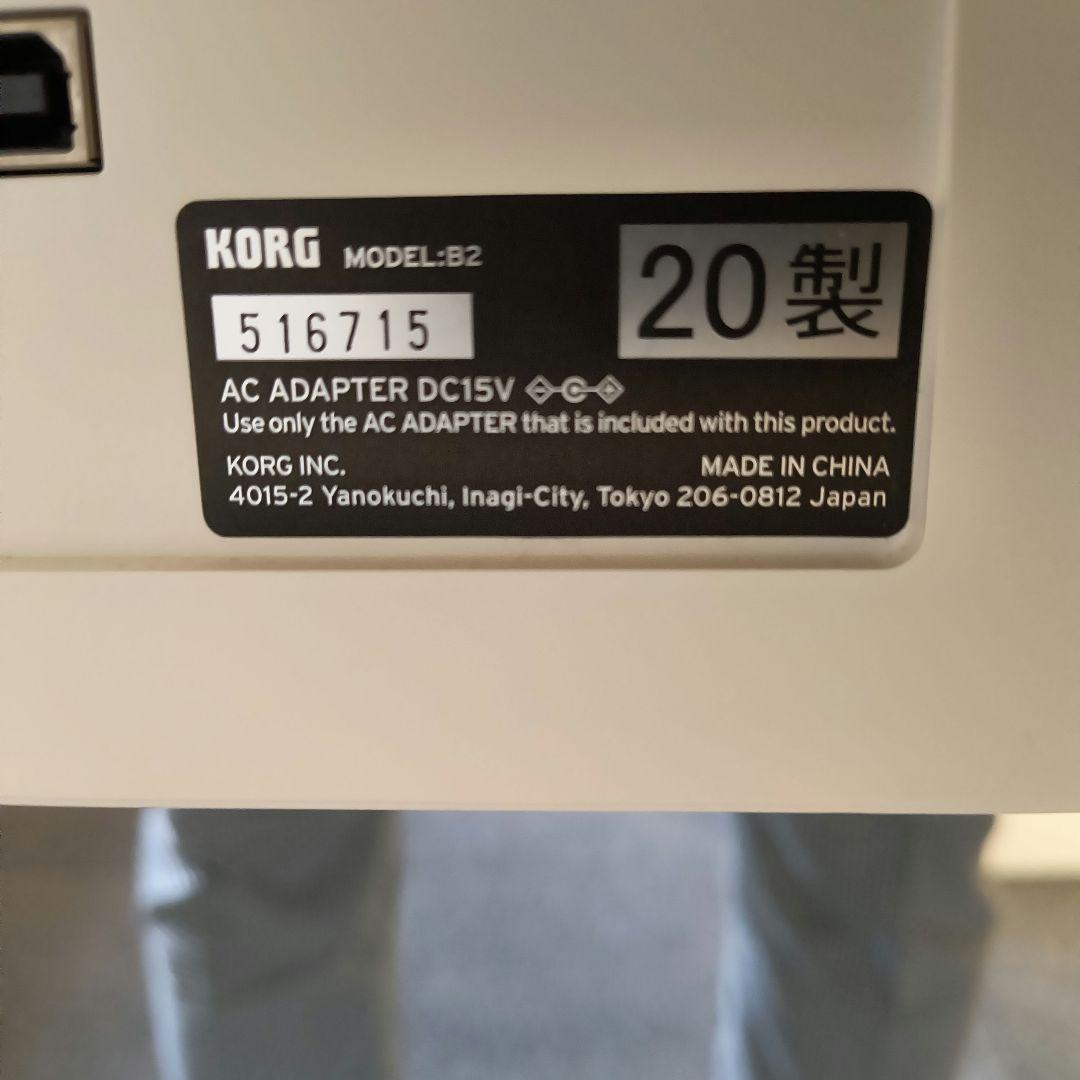 KORG MODEL:B2
20製
516715
AC ADAPTER DC15V
Use only the AC ADAPTER that is included with this product.
KORG INC.
MADE IN CHINA
4015-2 Yanokuchi, Inagi-City, Tokyo 206-0812 Japan